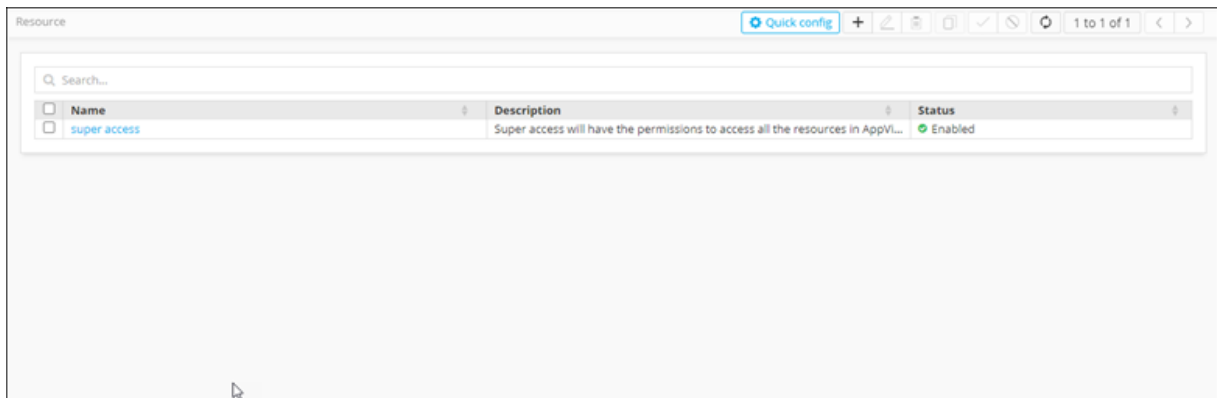 Resource Quick config 1 to 1 of 1
Search...
Name Description Status
super access Super access will have the permissions to access all the resources in AppVi... Enabled